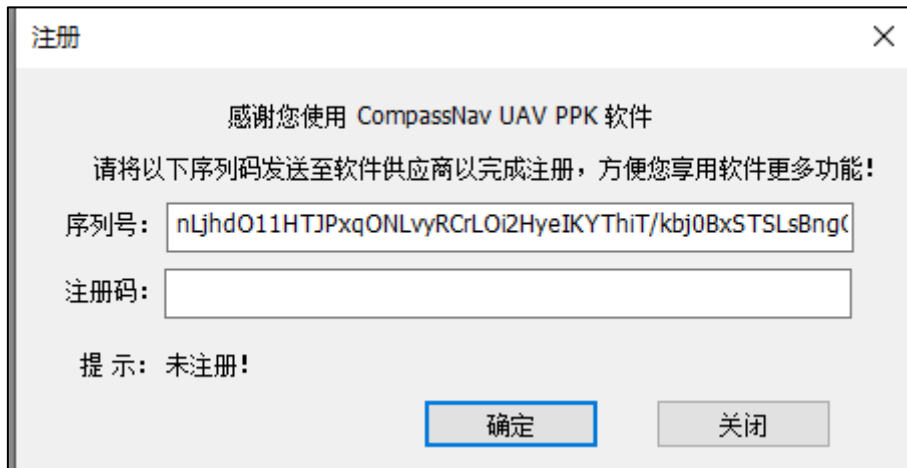 注册
感谢您使用 CompassNav UAV PPK 软件
请将以下序列码发送至软件供应商以完成注册，方便您享用软件更多功能!
序列号: nLjhdO11HTJPxqONLvyRCrLOi2HyeIKYThiT/kbj0BxSTSLsBng
注册码:
提 示: 未注册!
确定 关闭